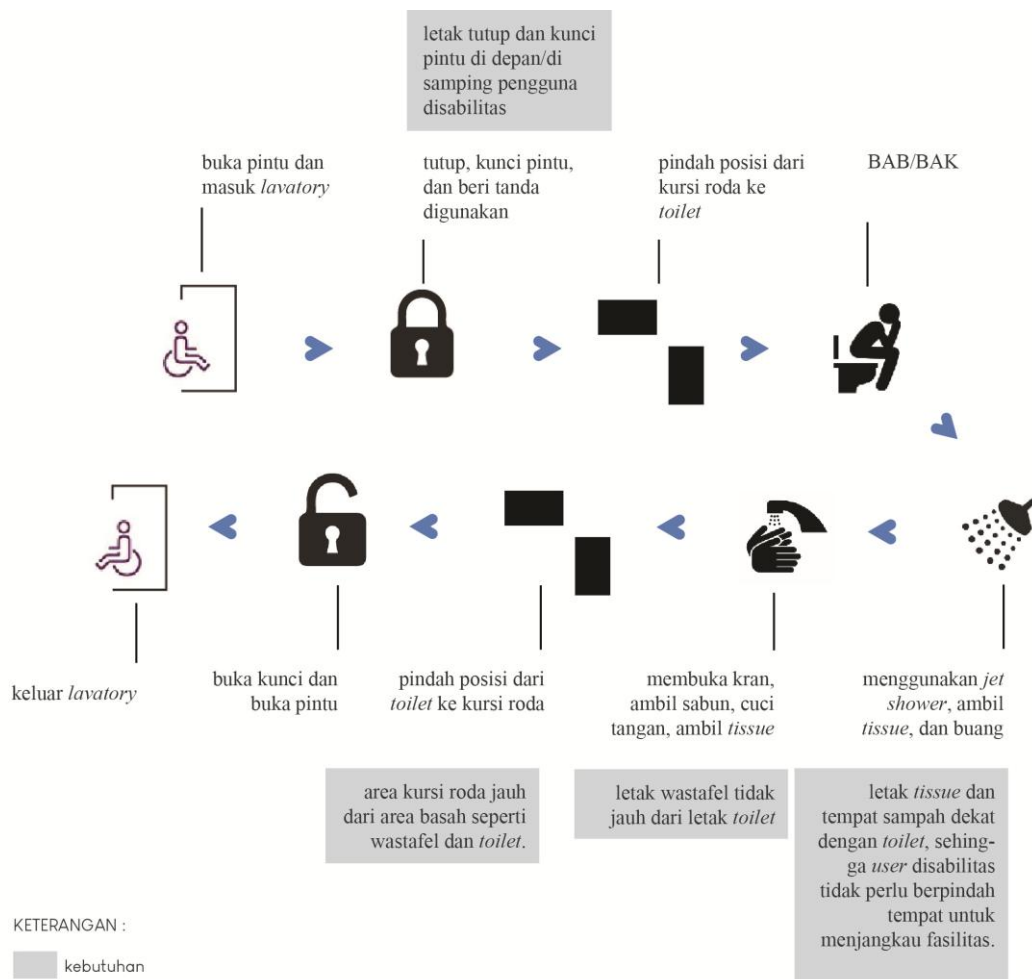 letak tutup dan kunci
pintu di depan/di
samping pengguna
disabilitas
buka pintu dan
masuk lavatory
tutup, kunci pintu,
dan beri tanda
digunakan
pindah posisi dari
kursi roda ke
toilet
BAB/BAK
keluar lavatory
buka kunci dan
buka pintu
pindah posisi dari
toilet ke kursi roda
membuka kran,
ambil sabun, cuci
tangan, ambil tissue
menggunakan jet
shower, ambil
tissue, dan buang
area kursi roda jauh
dari area basah seperti
wastafel dan toilet.
letak wastafel tidak
jauh dari letak toilet
letak tissue dan
tempat sampah dekat
dengan toilet, sehing-
ga user disabilitas
tidak perlu berpindah
tempat untuk
menjangkau fasilitas.
KETERANGAN :
kebutuhan